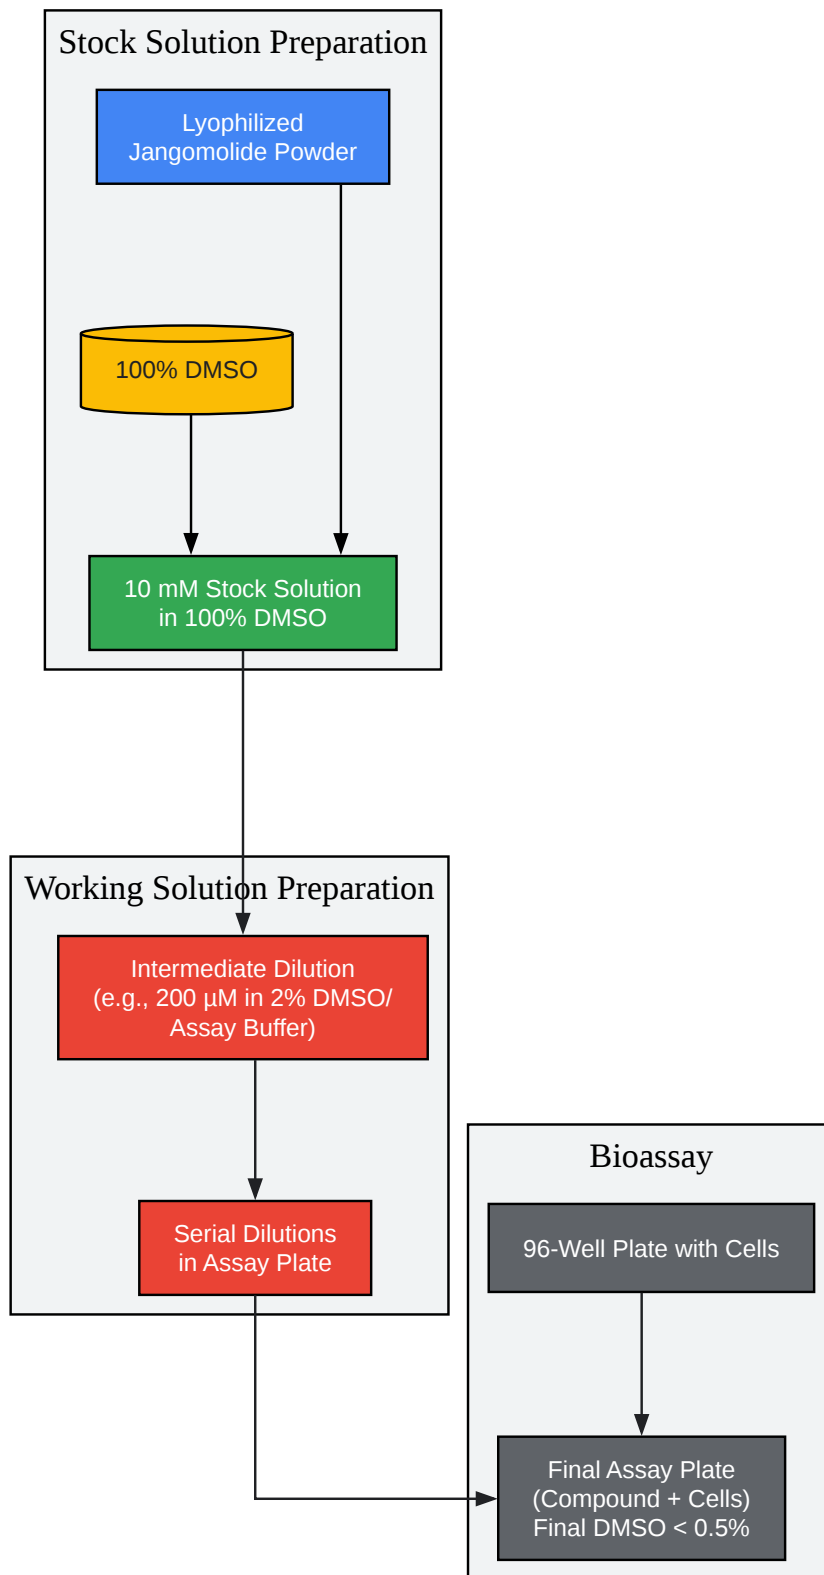 Stock Solution Preparation
Lyophilized
Jangomolide Powder
100% DMSO
10 mM Stock Solution
in 100% DMSO
Working Solution Preparation
Intermediate Dilution
(e.g., 200 µM in 2% DMSO/
Assay Buffer)
Serial Dilutions
in Assay Plate
Bioassay
96-Well Plate with Cells
Final Assay Plate
(Compound + Cells)
Final DMSO < 0.5%